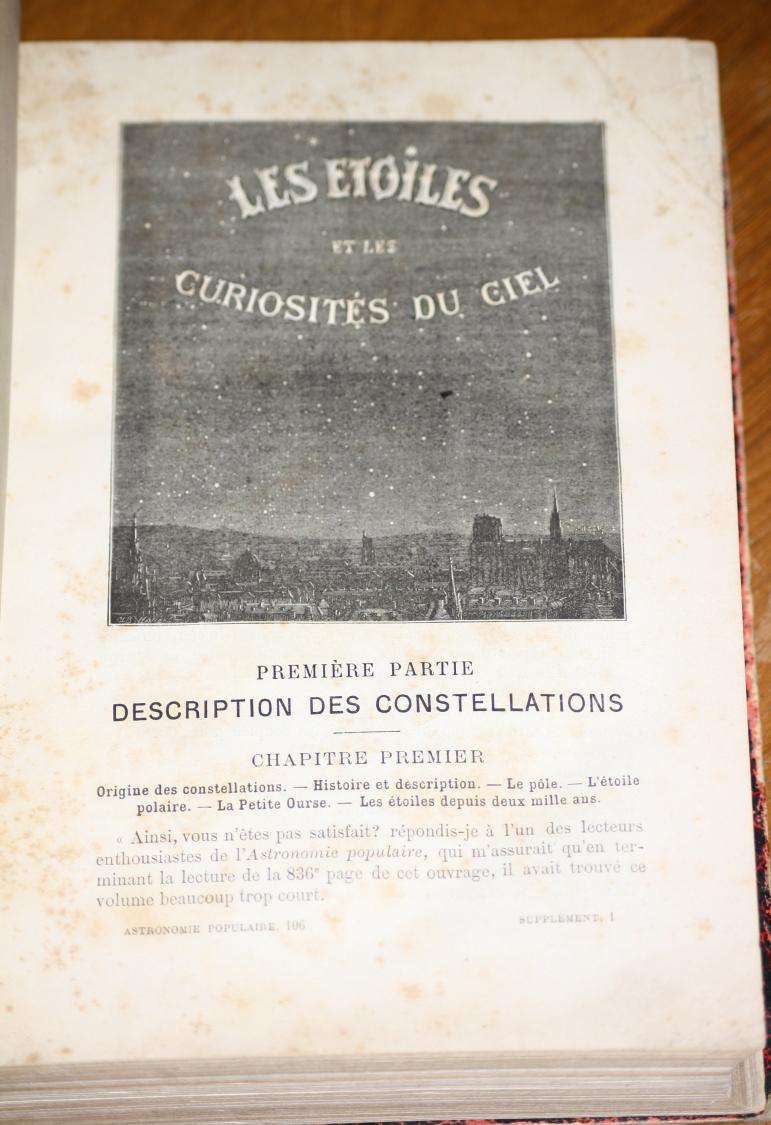 LES ETOILES
ET LES
CURIOSITÉS DU CIEL
PREMIÈRE PARTIE
DESCRIPTION DES CONSTELLATIONS
CHAPITRE PREMIER
Origine des constellations. — Histoire et description. — Le pôle. — L'étoile
polaire. — La Petite Ourse. — Les étoiles depuis deux mille ans.
« Ainsi, vous n'êtes pas satisfait? répondis-je à l'un des lecteurs
enthousiastes de l'Astronomie populaire, qui m'assurait qu'en ter-
minant la lecture de la 836e page de cet ouvrage, il avait trouvé ce
volume beaucoup trop court.
ASTRONOMIE POPULAIRE. 106
SUPPLÉMENT. 1